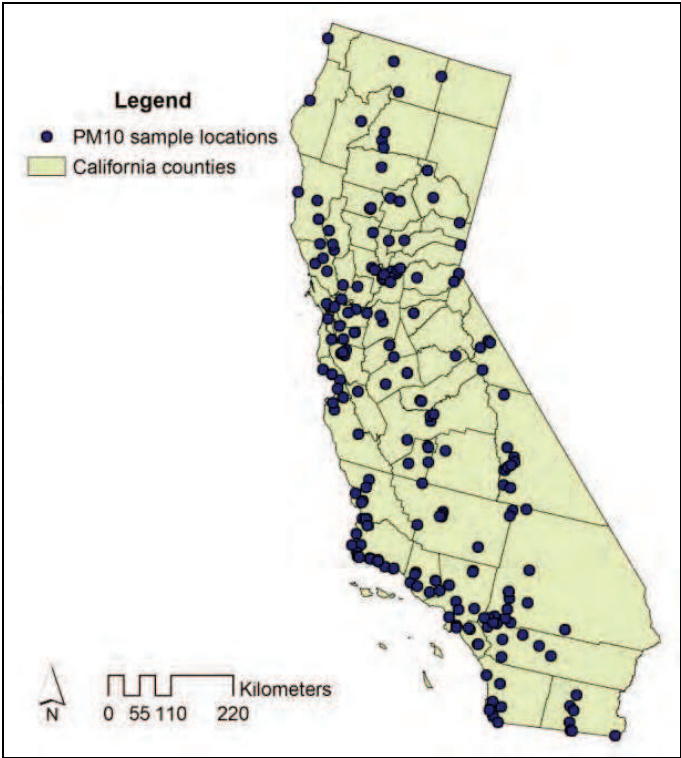 Legend
PM10 sample locations
California counties
Kilometers
N
0 55 110 220